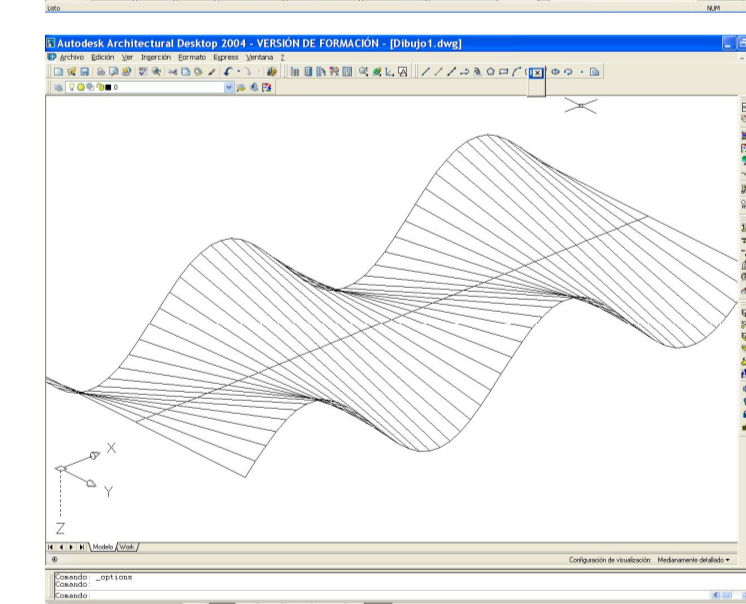 Listo NUM
Autodesk Architectural Desktop 2004 - VERSIÓN DE FORMACIÓN - [Dibujo1.dwg]
Archivo Edición Ver Inserción Formato Express Ventana ?
0
X
Y
Z
Modelo Work
Configuración de visualización: Medianamente detallado
Comando: _options
Comando:
Comando: